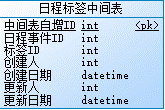 日程标签中间表
中间表自增ID int <pk>
日程事件ID int
标签ID int
创建人 int
创建日期 datetime
更新人 int
更新日期 datetime